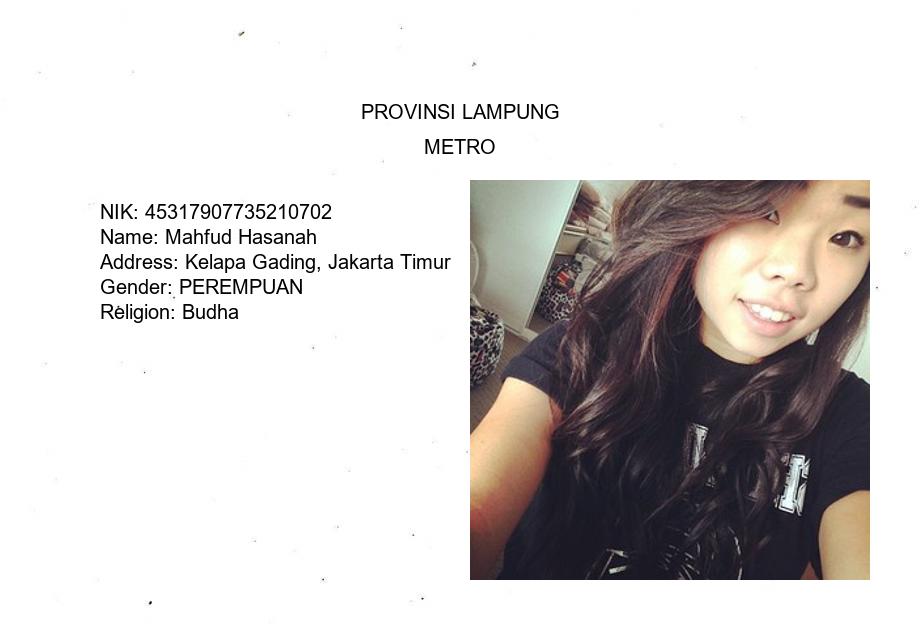 PROVINSI LAMPUNG
METRO
NIK: 45317907735210702
Name: Mahfud Hasanah
Address: Kelapa Gading, Jakarta Timur
Gender: PEREMPUAN
Religion: Budha